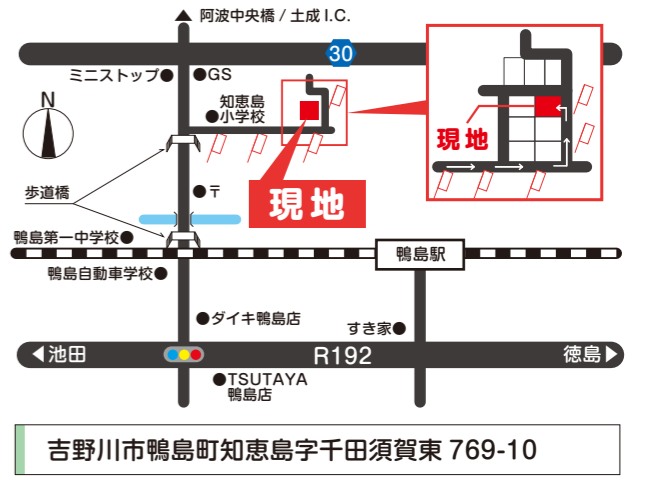 阿波中央橋 / 土成 I.C.
30
ミニストップ
GS
N
知恵島
小学校
現地
現地
歩道橋
〒
鴨島第一中学校
鴨島駅
鴨島自動車学校
ダイキ鴨島店
すき家
池田
R192
徳島
TSUTAYA
鴨島店
吉野川市鴨島町知恵島字千田須賀東 769-10